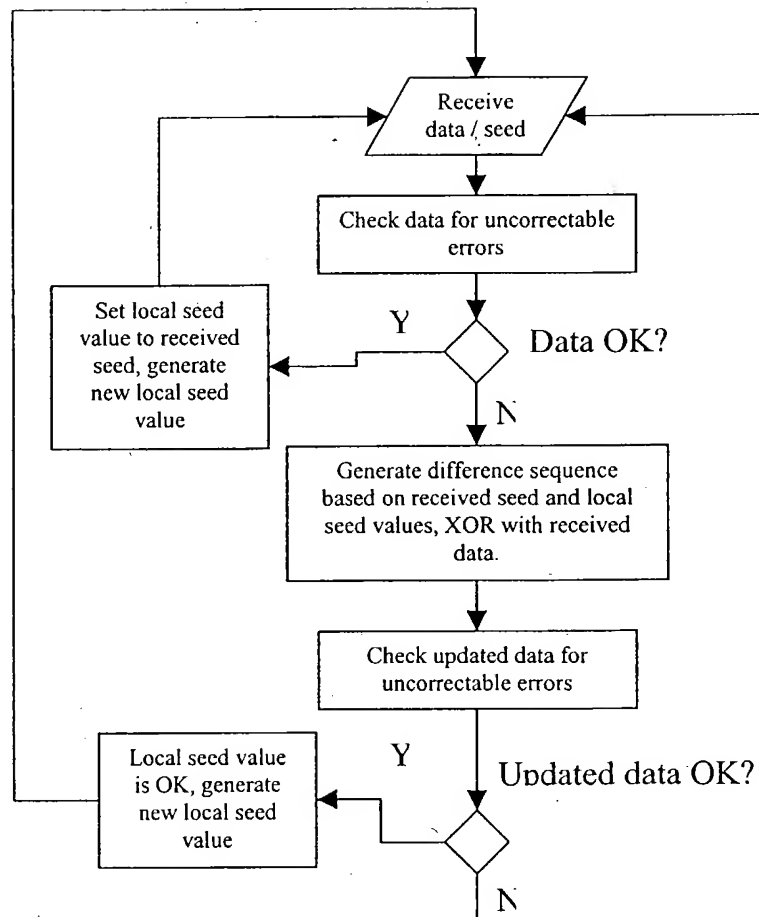 Receive
data / seed
Check data for uncorrectable
errors
Set local seed
value to received
seed, generate
new local seed
value
Y
Data OK?
N
Generate difference sequence
based on received seed and local
seed values, XOR with received
data.
Check updated data for
uncorrectable errors
Local seed value
is OK, generate
new local seed
value
Y
Updated data OK?
N